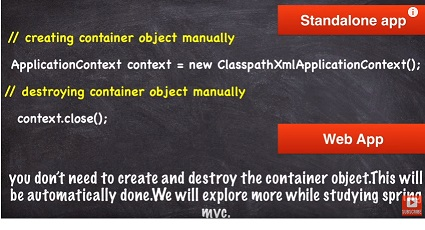 Standalone app
// creating container object manually
ApplicationContext context = new ClasspathXmlApplicationContext();
// destroying container object manually
context.close();
Web App
you don't need to create and destroy the container object.This will
be automatically done.We will explore more while studying spring
mvc.
SUBSCRIBE